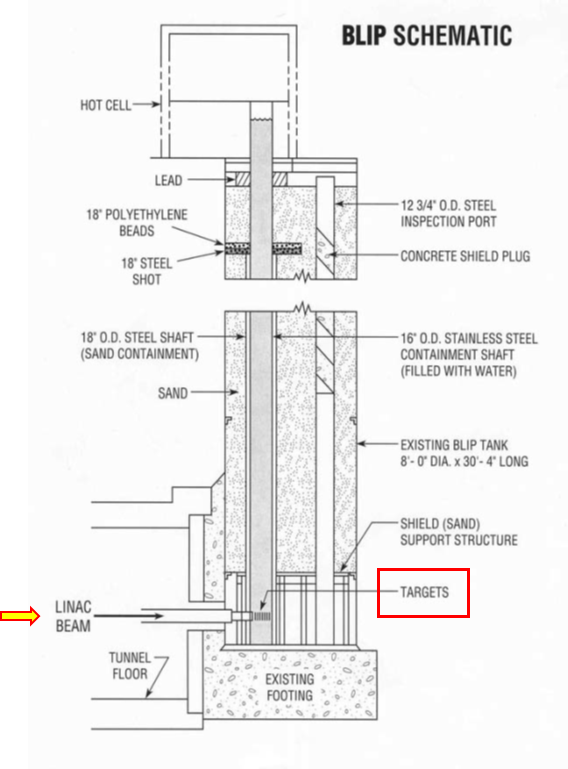 BLIP SCHEMATIC
HOT CELL
LEAD
18" POLYETHYLENE
BEADS
18" STEEL
SHOT
12 3/4" O.D. STEEL
INSPECTION PORT
CONCRETE SHIELD PLUG
18" O.D. STEEL SHAFT
(SAND CONTAINMENT)
16" O.D. STAINLESS STEEL
CONTAINMENT SHAFT
(FILLED WITH WATER)
SAND
EXISTING BLIP TANK
8'- 0" DIA. x 30'- 4" LONG
SHIELD (SAND)
SUPPORT STRUCTURE
TARGETS
LINAC
BEAM
TUNNEL
FLOOR
EXISTING
FOOTING